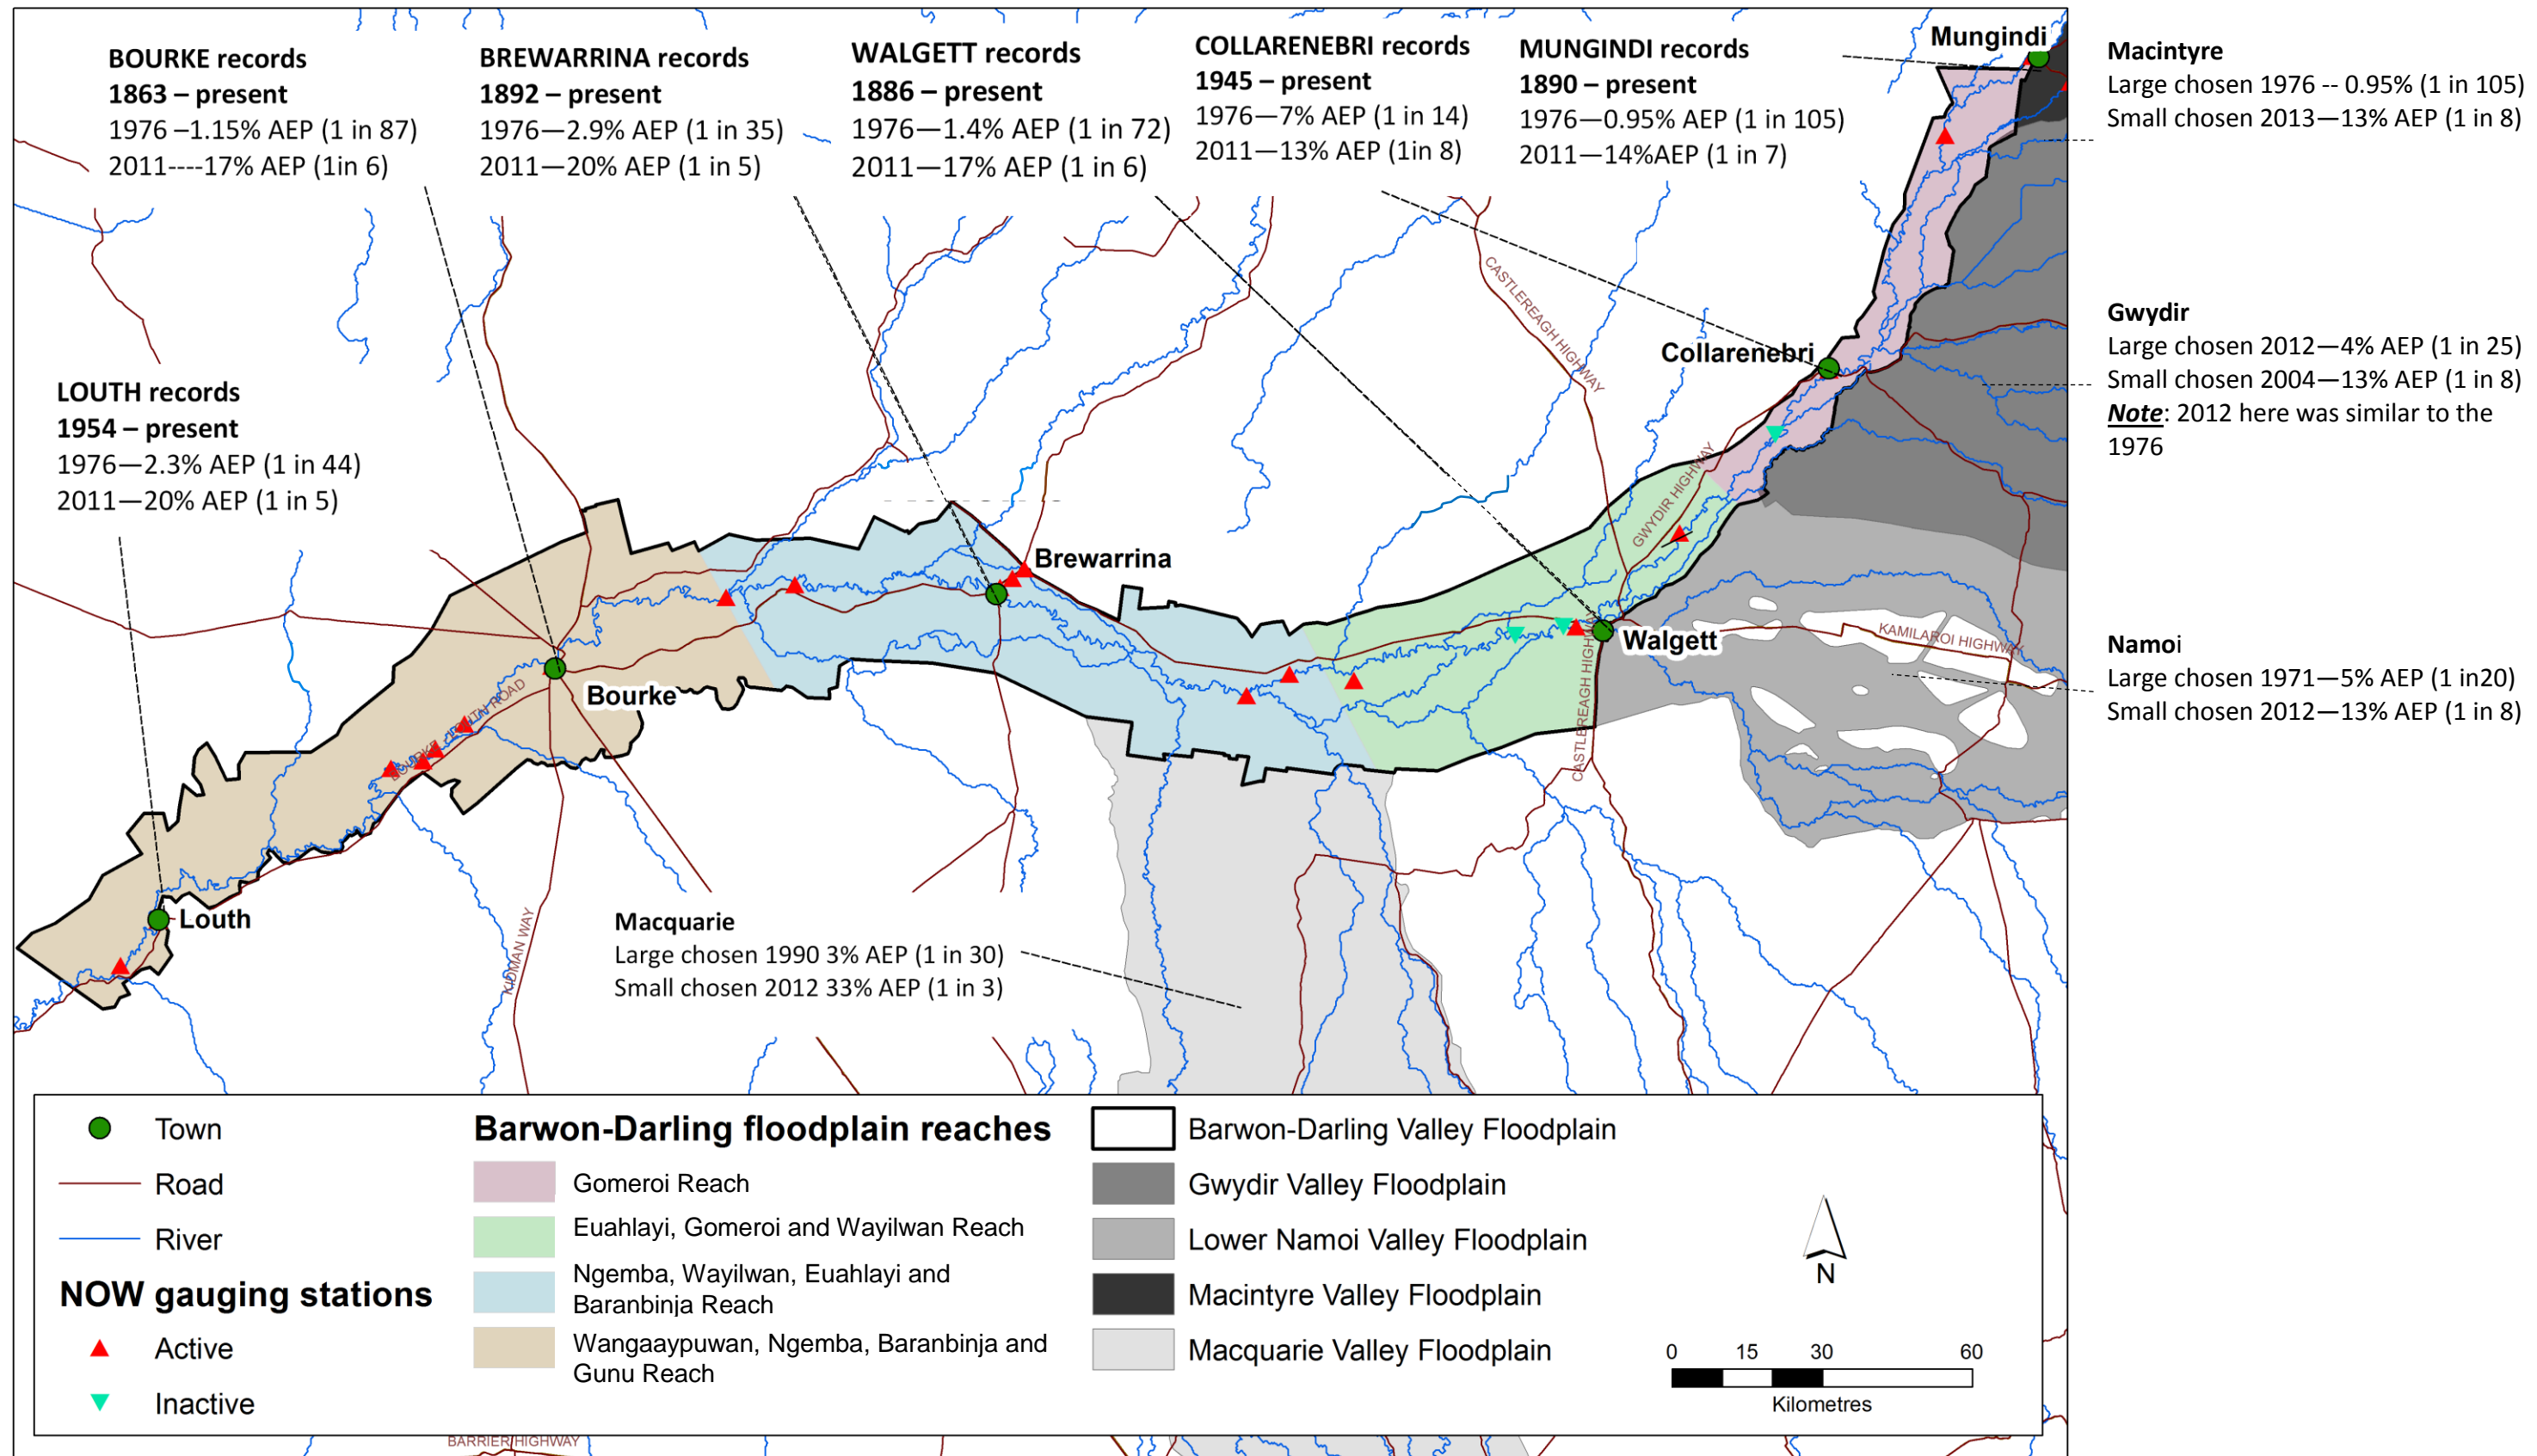 BOURKE records
1863 – present
1976 –1.15% AEP (1 in 87)
2011----17% AEP (1in 6)
BREWARRINA records
1892 – present
1976—2.9% AEP (1 in 35)
2011—20% AEP (1 in 5)
WALGETT records
1886 – present
1976—1.4% AEP (1 in 72)
2011—17% AEP (1 in 6)
COLLARENEBRI records
1945 – present
1976—7% AEP (1 in 14)
2011—13% AEP (1in 8)
MUNGINDI records
1890 – present
1976—0.95% AEP (1 in 105)
2011—14%AEP (1 in 7)
Mungindi
Macintyre
Large chosen 1976 -- 0.95% (1 in 105)
Small chosen 2013—13% AEP (1 in 8)
Gwydir
Large chosen 2012—4% AEP (1 in 25)
Small chosen 2004—13% AEP (1 in 8)
Note: 2012 here was similar to the
1976
Namoi
Large chosen 1971—5% AEP (1 in20)
Small chosen 2012—13% AEP (1 in 8)
LOUTH records
1954 – present
1976—2.3% AEP (1 in 44)
2011—20% AEP (1 in 5)
CASTLEREAGH HIGHWAY
Collarenebri
GWYDIR HIGHWAY
Brewarrina
Walgett
KAMILAROI HIGHWAY
CASTLEREAGH HIGHWAY
Bourke
BOURKE - LOUTH ROAD
Louth
KIDMAN WAY
Macquarie
Large chosen 1990 3% AEP (1 in 30)
Small chosen 2012 33% AEP (1 in 3)
Town
Road
River
NOW gauging stations
Active
Inactive
Barwon-Darling floodplain reaches
Gomeroi Reach
Euahlayi, Gomeroi and Wayilwan Reach
Ngemba, Wayilwan, Euahlayi and
Baranbinja Reach
Wangaaypuwan, Ngemba, Baranbinja and
Gunu Reach
Barwon-Darling Valley Floodplain
Gwydir Valley Floodplain
Lower Namoi Valley Floodplain
Macintyre Valley Floodplain
Macquarie Valley Floodplain
N
0 15 30 60
Kilometres
BARRIER HIGHWAY